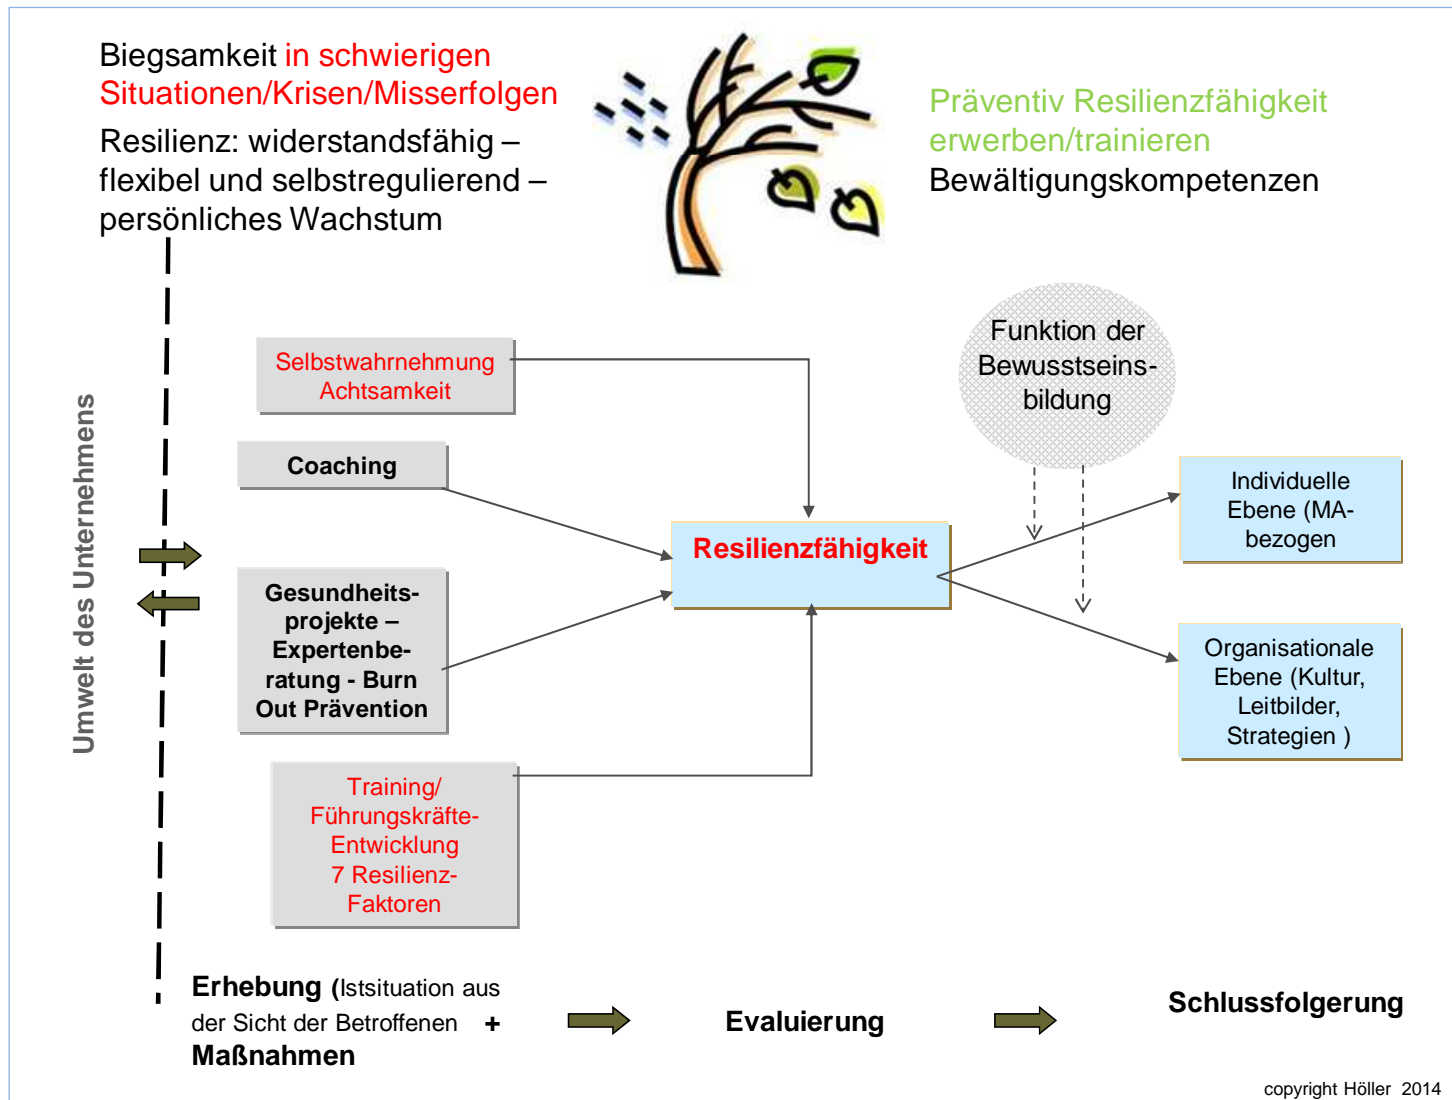 Biegsamkeit in schwierigen
Situationen/Krisen/Misserfolgen
Resilienz: widerstandsfähig –
flexibel und selbstregulierend –
persönliches Wachstum
Präventiv Resilienzfähigkeit
erwerben/trainieren
Bewältigungskompetenzen
Umwelt des Unternehmens
Selbstwahrnehmung
Achtsamkeit
Coaching
Gesundheits-
projekte –
Expertenbe-
ratung - Burn
Out Prävention
Training/
Führungskräfte-
Entwicklung
7 Resilienz-
Faktoren
Resilienzfähigkeit
Funktion der
Bewusstseins-
bildung
Individuelle
Ebene (MA-
bezogen
Organisationale
Ebene (Kultur,
Leitbilder,
Strategien )
Erhebung (Istsituation aus
der Sicht der Betroffenen +
Maßnahmen
Evaluierung
Schlussfolgerung
copyright Höller 2014